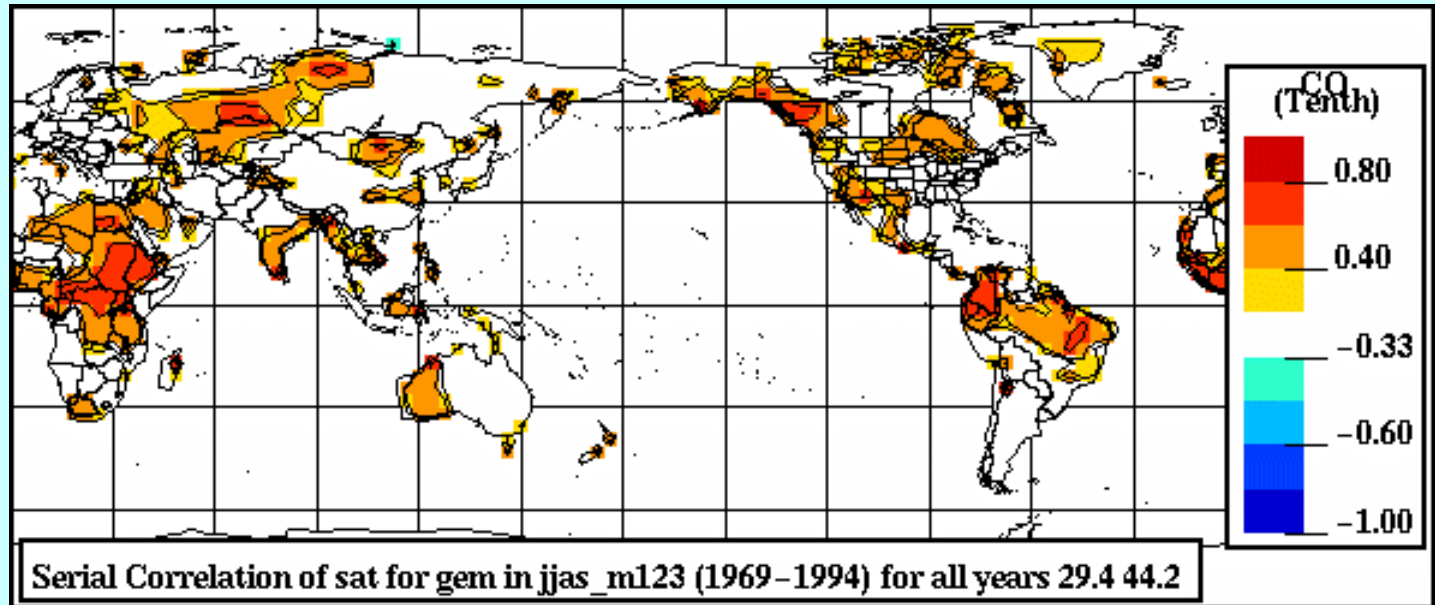 CO
(Tenth)
0.80
0.40
−0.33
−0.60
−1.00
Serial Correlation of sat for gem in jjas_m123 (1969−1994) for all years 29.4 44.2